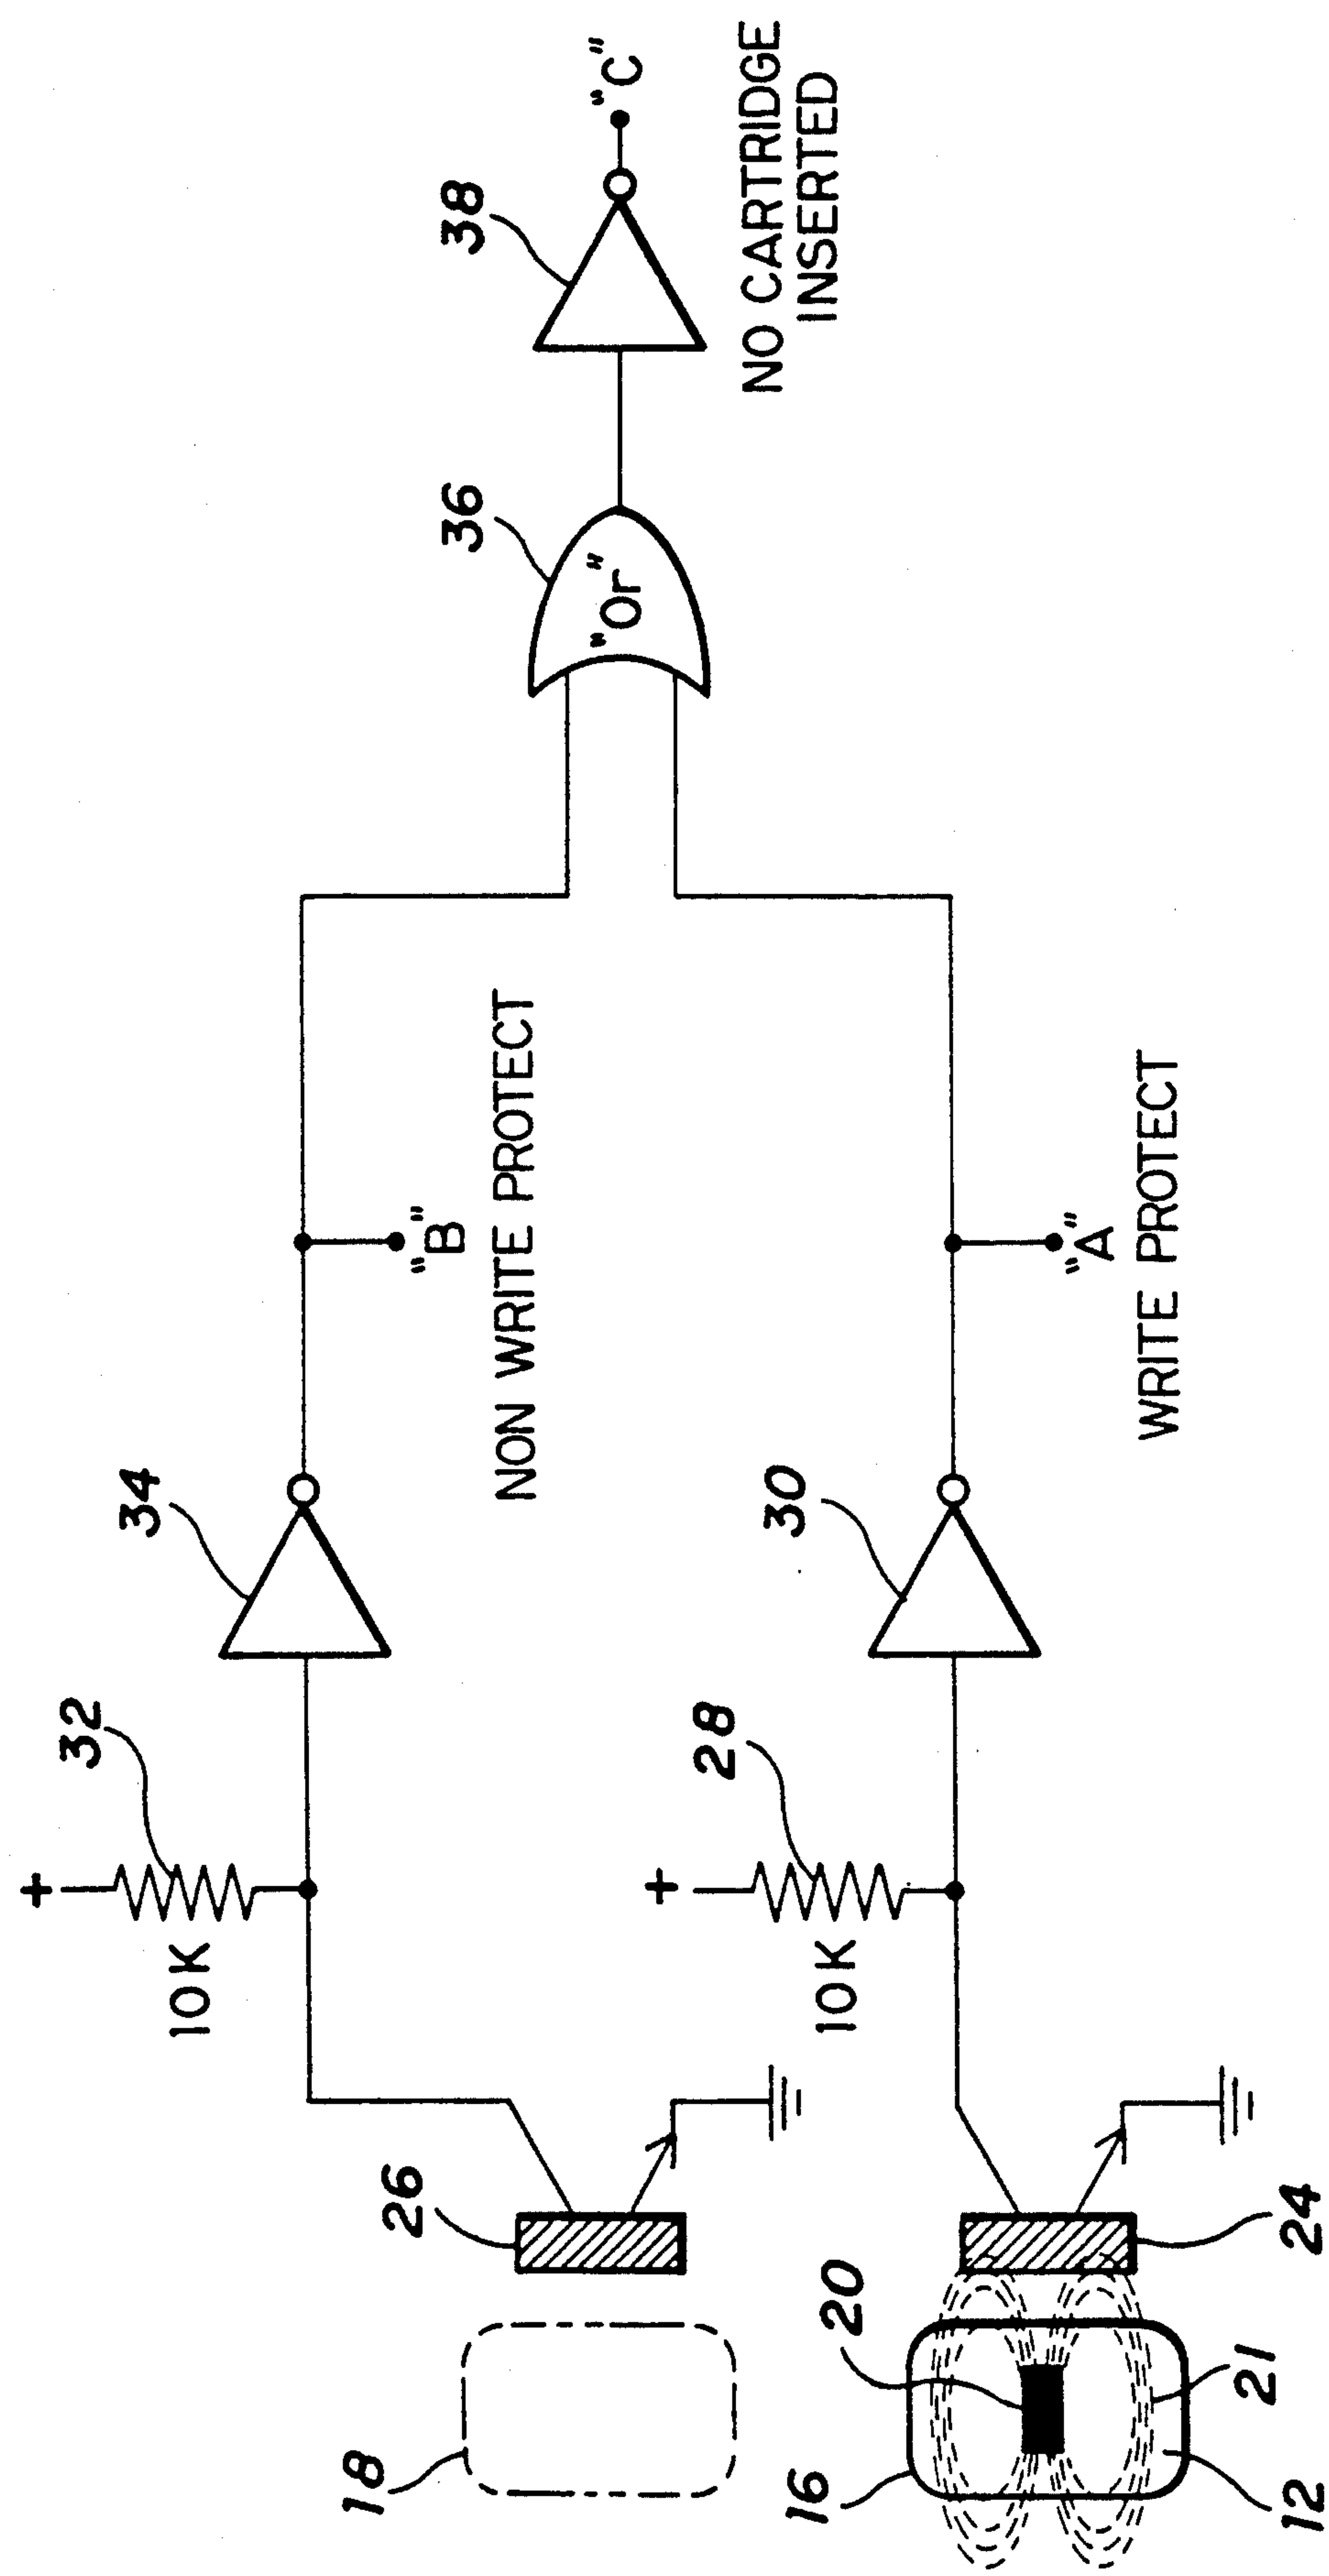 38
"C"
NO CARTRIDGE
INSERTED
36
"Or"
34
"B"
NON WRITE PROTECT
30
"A"
WRITE PROTECT
32
+
10K
28
+
10K
26
24
18
20
16
21
12